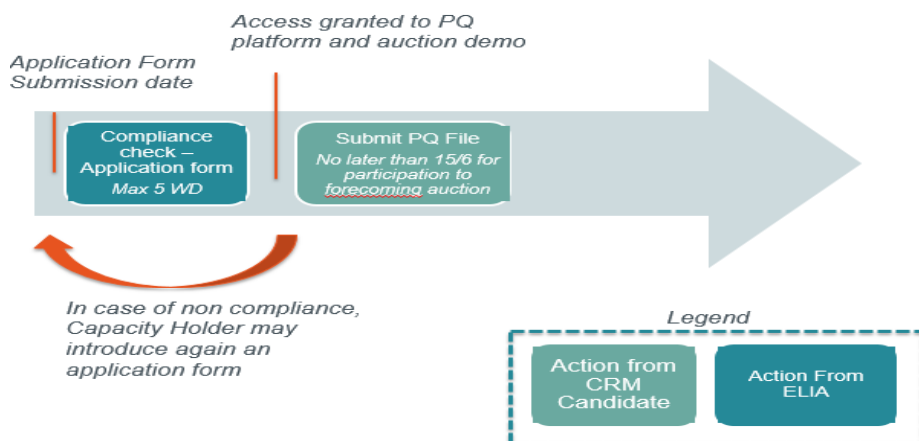 Access granted to PQ
platform and auction demo
Application Form
Submission date
Compliance
check –
Application form
Max 5 WD
Submit PQ File
No later than 15/6 for
participation to
forecoming auction
In case of non compliance,
Capacity Holder may
introduce again an
application form
Legend
Action from
CRM
Candidate
Action From
ELIA